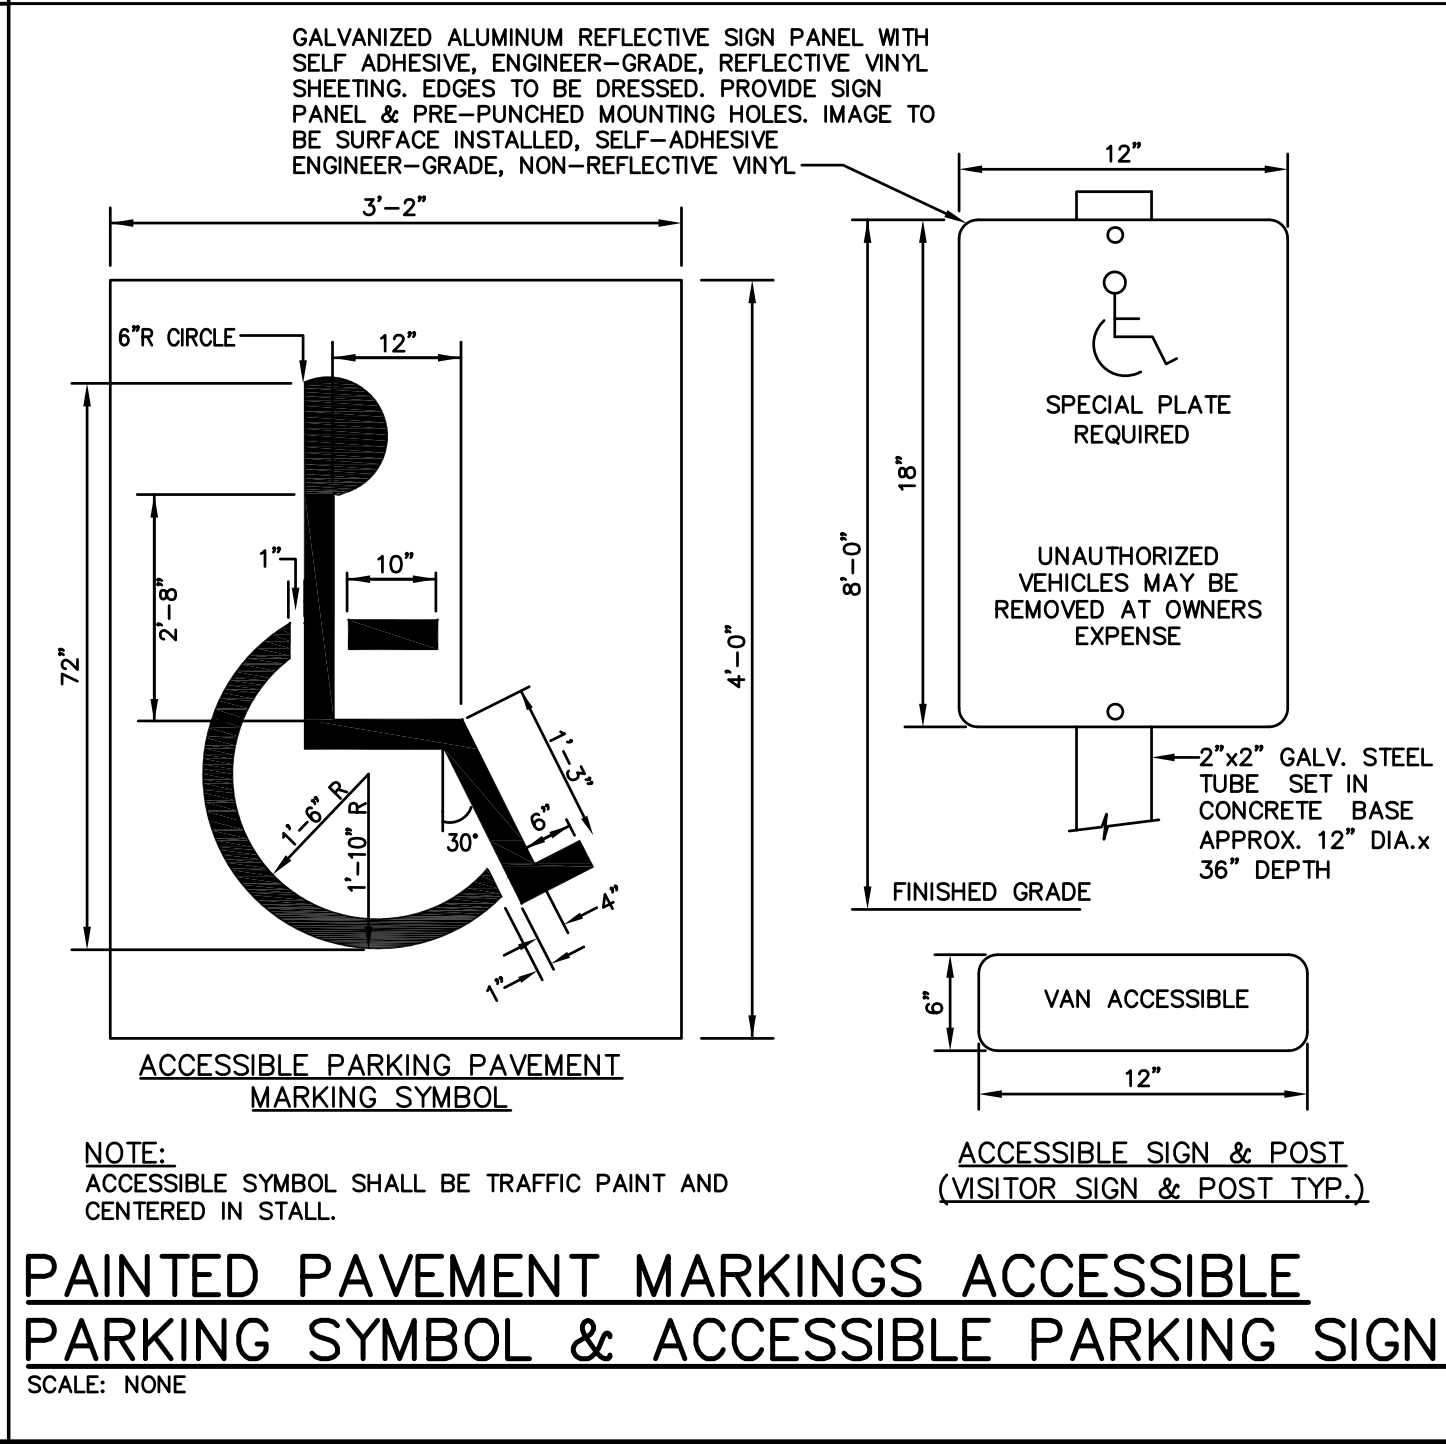 GALVANIZED ALUMINUM REFLECTIVE SIGN PANEL WITH
SELF ADHESIVE, ENGINEER-GRADE, REFLECTIVE VINYL
SHEETING. EDGES TO BE DRESSED. PROVIDE SIGN
PANEL & PRE-PUNCHED MOUNTING HOLES. IMAGE TO
BE SURFACE INSTALLED, SELF-ADHESIVE
ENGINEER-GRADE, NON-REFLECTIVE VINYL
3'-2"
6"R CIRCLE
12"
72"
2'-8"
1"
10"
4'-0"
1'-3"
6"
30°
1'-6" R
1'-10" R
4"
1"
ACCESSIBLE PARKING PAVEMENT
MARKING SYMBOL
NOTE:
ACCESSIBLE SYMBOL SHALL BE TRAFFIC PAINT AND
CENTERED IN STALL.
12"
18"
8'-0"
SPECIAL PLATE
REQUIRED
UNAUTHORIZED
VEHICLES MAY BE
REMOVED AT OWNERS
EXPENSE
2"x2" GALV. STEEL
TUBE SET IN
CONCRETE BASE
APPROX. 12" DIA.x
36" DEPTH
FINISHED GRADE
6"
VAN ACCESSIBLE
12"
ACCESSIBLE SIGN & POST
(VISITOR SIGN & POST TYP.)
PAINTED PAVEMENT MARKINGS ACCESSIBLE
PARKING SYMBOL & ACCESSIBLE PARKING SIGN
SCALE: NONE